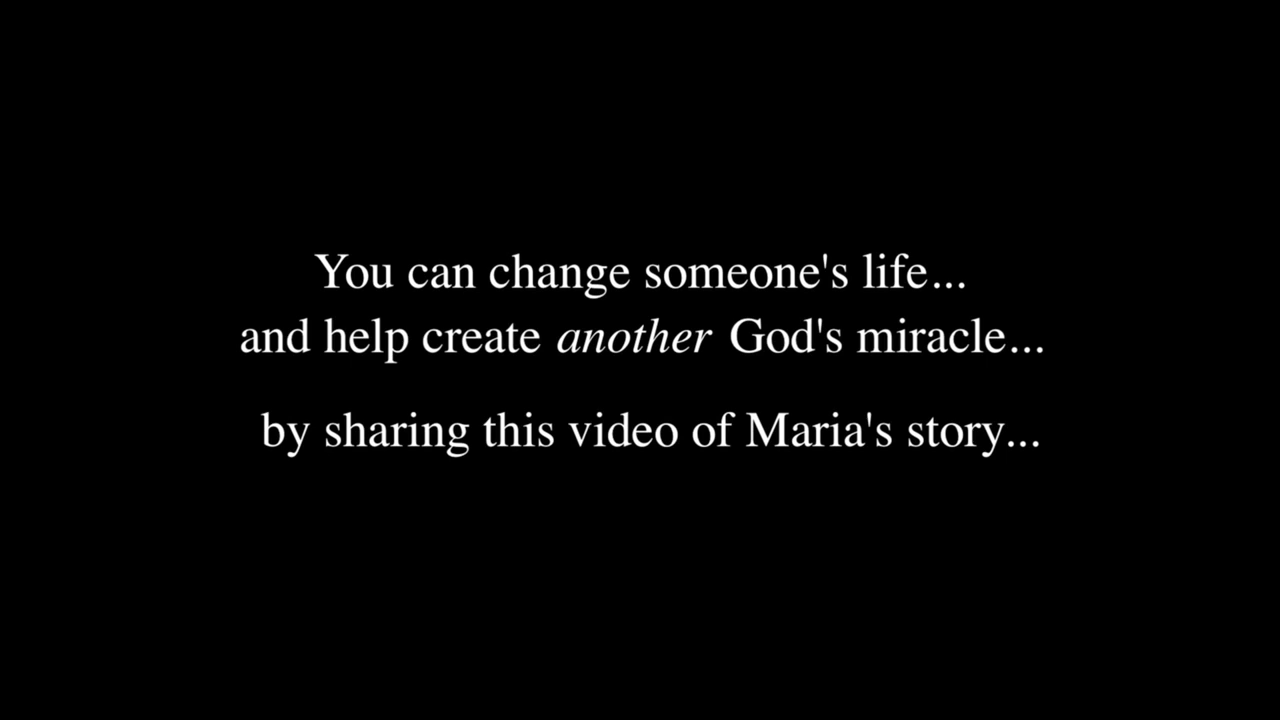 You can change someone's life...
and help create another God's miracle...
by sharing this video of Maria's story...